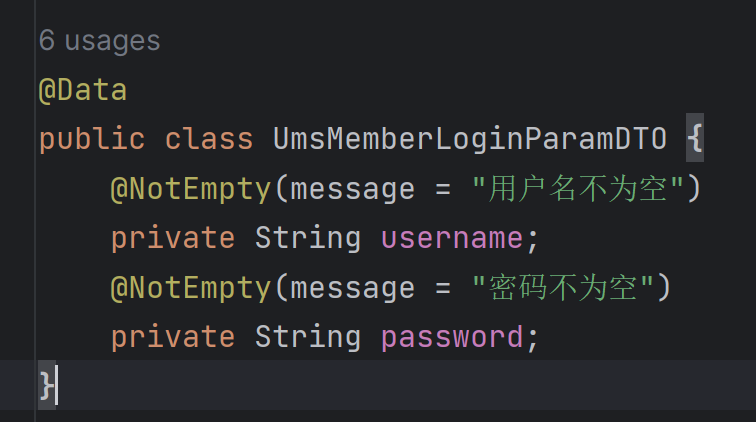 6 usages
@Data
public class UmsMemberLoginParamDTO {
@NotEmpty(message = "用户名不为空")
private String username;
@NotEmpty(message = "密码不为空")
private String password;
}